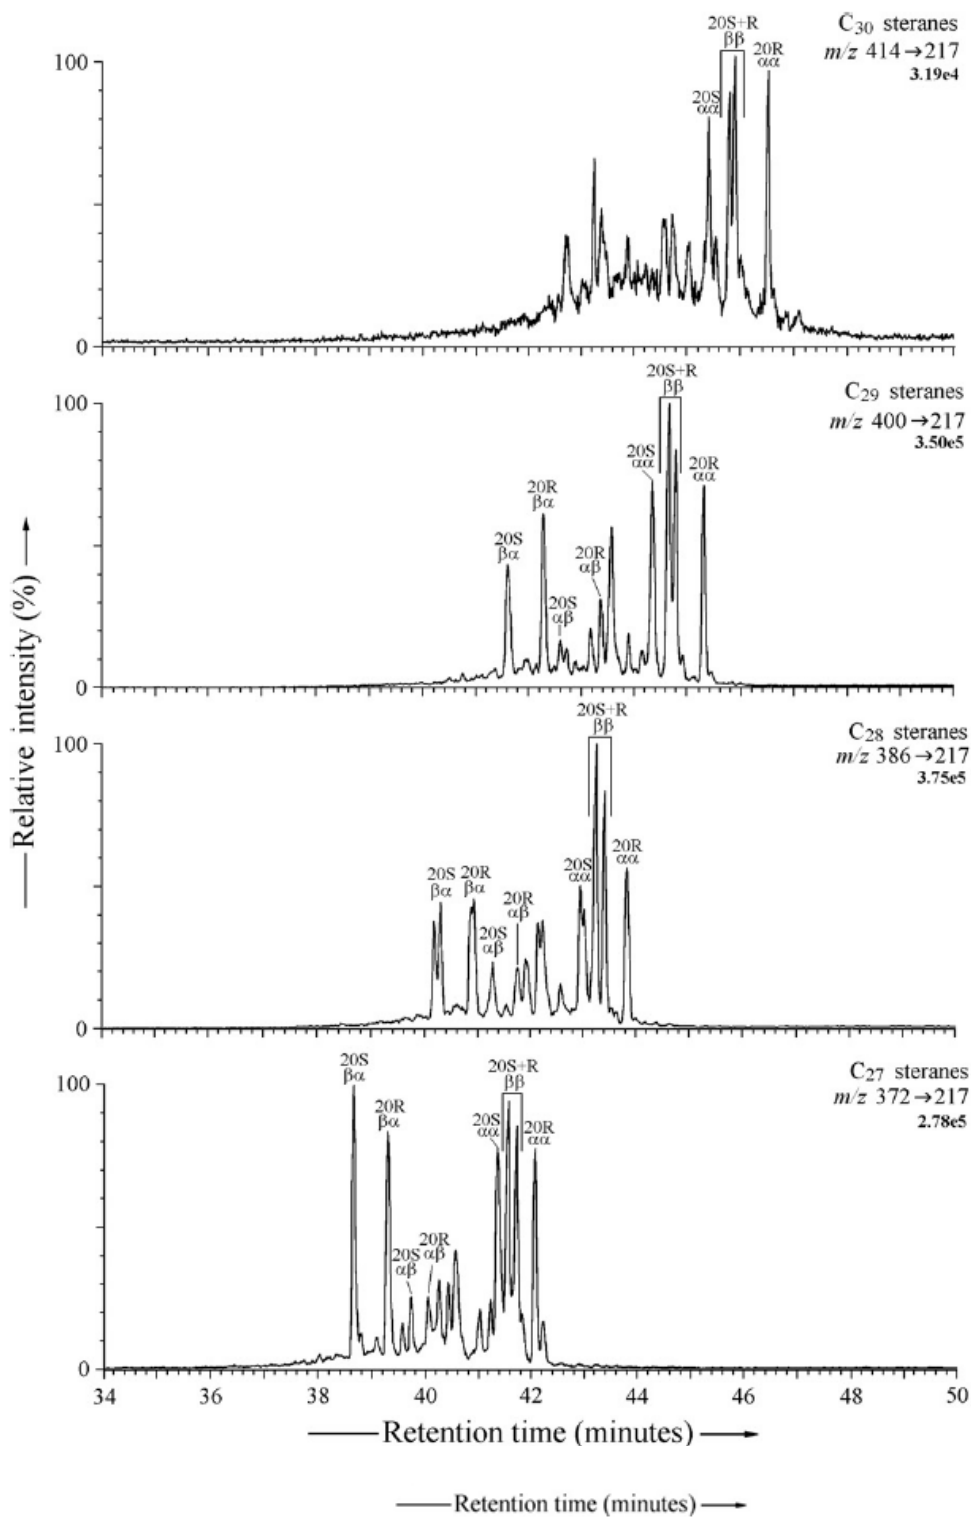 C̄30 steranes
m/z 414→217
3.19e4
20S+R
ββ
20R
αα
20S
αα
100
0
C29 steranes
m/z 400→217
3.50e5
20S+R
ββ
20S
αα
20R
αα
20R
βα
20S
βα
20R
αβ
20S
αβ
100
0
Relative intensity (%)
C28 steranes
m/z 386→217
3.75e5
20S+R
ββ
20S
αα
20R
αα
20S
βα
20R
βα
20R
αβ
20S
αβ
100
0
C27 steranes
m/z 372→217
2.78e5
20S
βα
20R
βα
20S+R
ββ
20S
αα
20R
αα
20S
αβ
20R
αβ
100
0
34 36 38 40 42 44 46 48 50
Retention time (minutes)
Retention time (minutes)